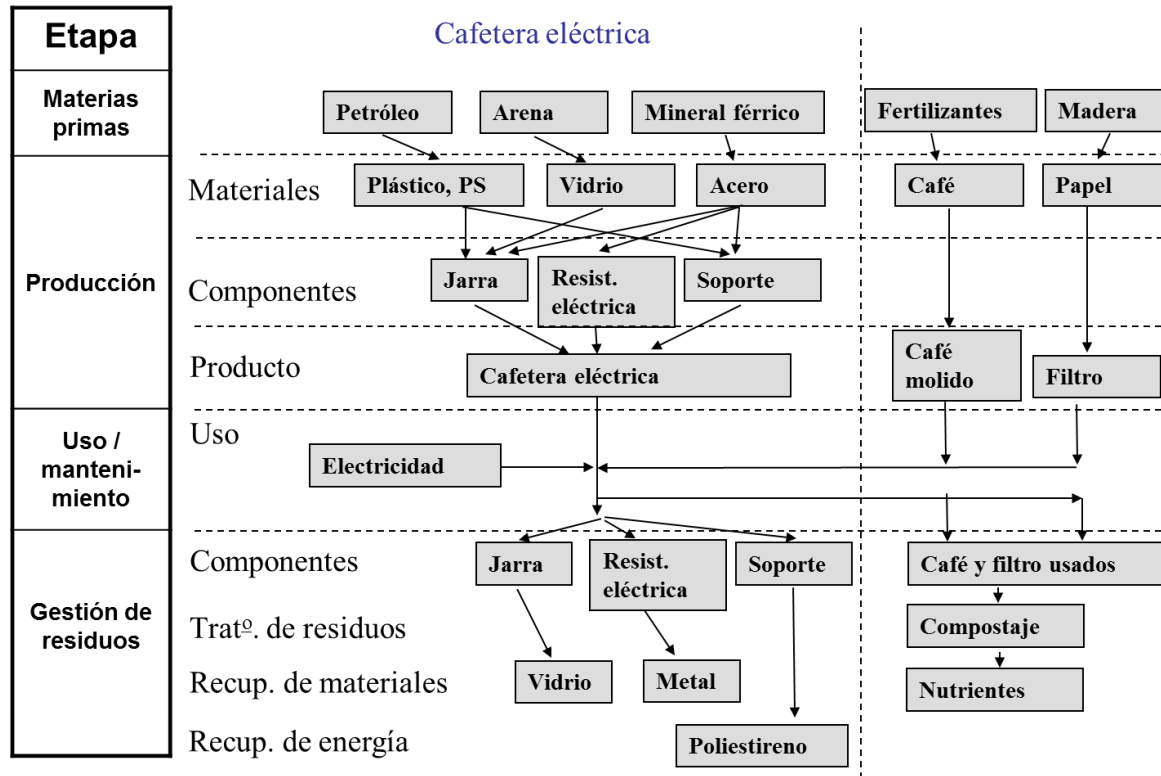 Etapa
Cafetera eléctrica
Materias
primas
Petróleo
Arena
Mineral férrico
Fertilizantes
Madera
Producción
Materiales
Plástico, PS
Vidrio
Acero
Café
Papel
Componentes
Jarra
Resist.
eléctrica
Soporte
Producto
Cafetera eléctrica
Café
molido
Filtro
Uso /
manteni-
miento
Uso
Electricidad
Gestión de
residuos
Componentes
Jarra
Resist.
eléctrica
Soporte
Café y filtro usados
Tratº. de residuos
Compostaje
Recup. de materiales
Vidrio
Metal
Nutrientes
Recup. de energía
Poliestireno